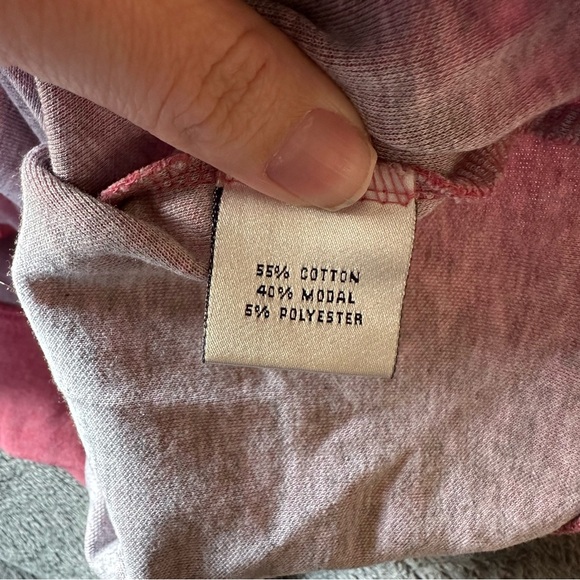 55% COTTON
40% MODAL
5% POLYESTER